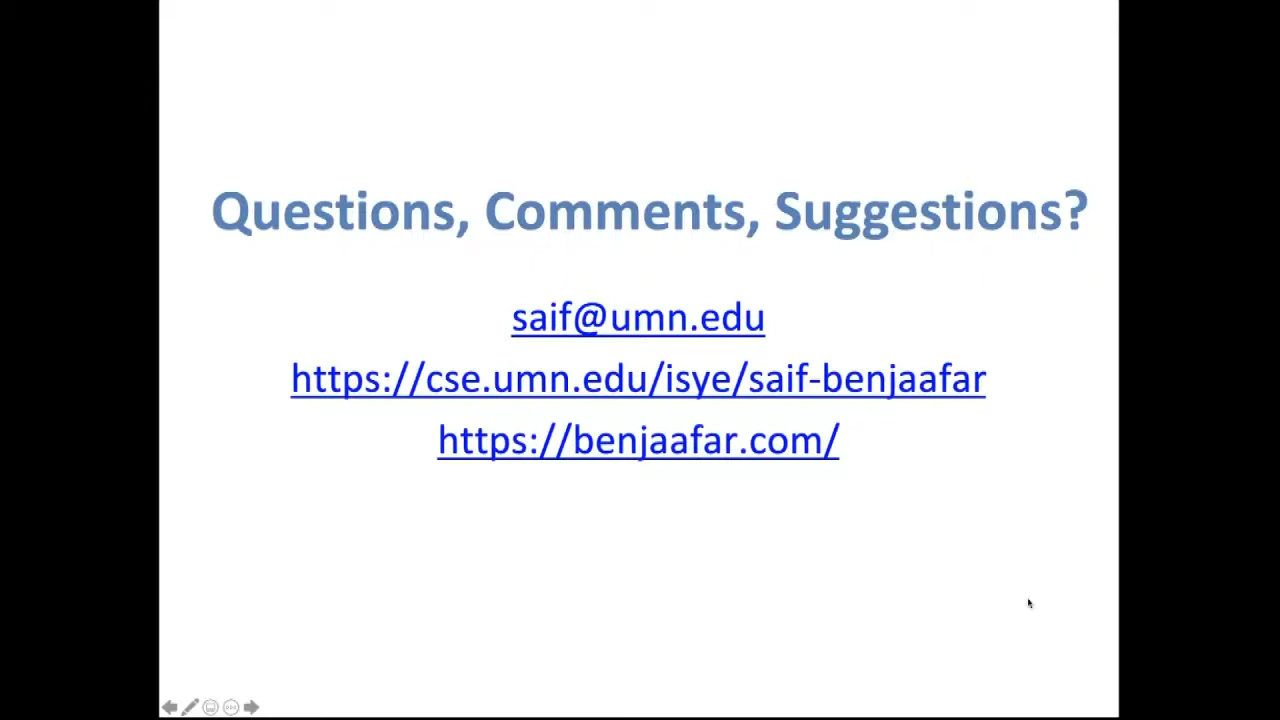 Questions, Comments, Suggestions?
saif@umn.edu
https://cse.umn.edu/isye/saif-benjaafar
https://benjaafar.com/